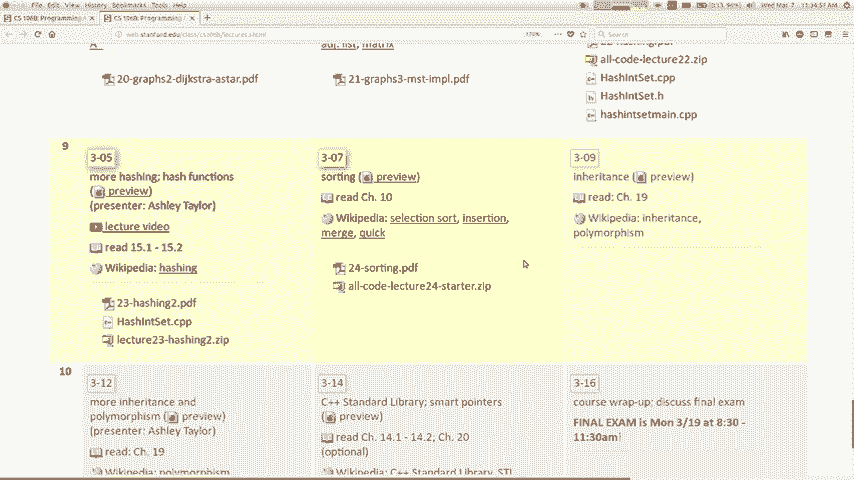 File Edit View History Bookmarks Tools Help
CS 106B: Programming
CS 106B: Programming
web.stanford.edu/class/cs106b/lectures.html
Search
adj. list, matrix
20-graphs2-dijkstra-astar.pdf
21-graphs3-mst-impl.pdf
all-code-lecture22.zip
HashIntSet.cpp
HashIntSet.h
hashintsetmain.cpp
9
3-05
more hashing; hash functions
( preview)
(presenter: Ashley Taylor)
lecture video
read 15.1 - 15.2
Wikipedia: hashing
23-hashing2.pdf
HashIntSet.cpp
lecture23-hashing2.zip
3-07
sorting ( preview)
read Ch. 10
Wikipedia: selection sort, insertion,
merge, quick
24-sorting.pdf
all-code-lecture24-starter.zip
3-09
inheritance ( preview)
read: Ch. 19
Wikipedia: inheritance,
polymorphism
10
3-12
more inheritance and
polymorphism ( preview)
(presenter: Ashley Taylor)
read: Ch. 19
Wikipedia: polymorphism
3-14
C++ Standard Library; smart pointers
( preview)
read Ch. 14.1 - 14.2, Ch. 20
(optional)
Wikipedia: C++ Standard Library, STL
3-16
course wrap-up; discuss final exam
FINAL EXAM is Mon 3/19 at 8:30 -
11:30am!